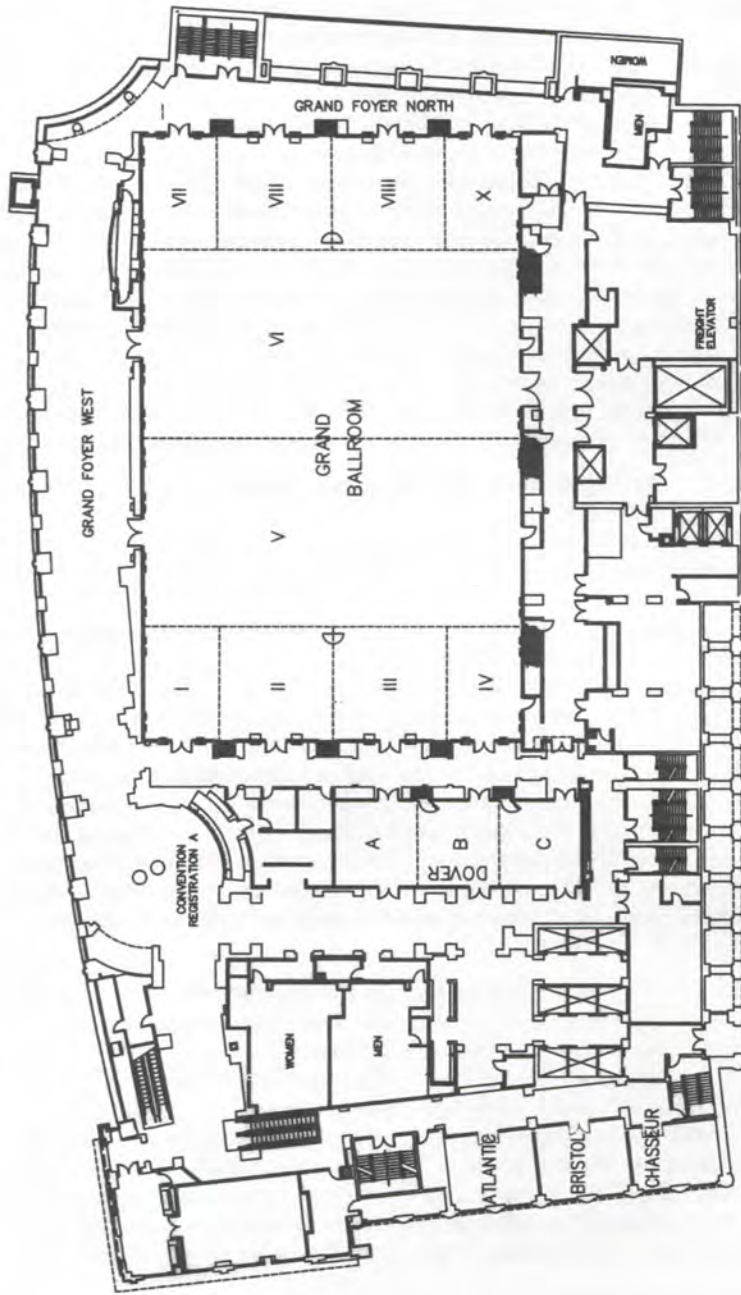 WOMEN
GRAND FOYER NORTH
MEN
VII
VIII
VIIII
X
GRAND FOYER WEST
VI
FREIGHT
ELEVATOR
GRAND
BALLROOM
V
I
II
III
IV
CONVENTION
REGISTRATION A
A
B
C
DOVER
WOMEN
MEN
ATLANTIC
BRISTOL
CHASSEUR